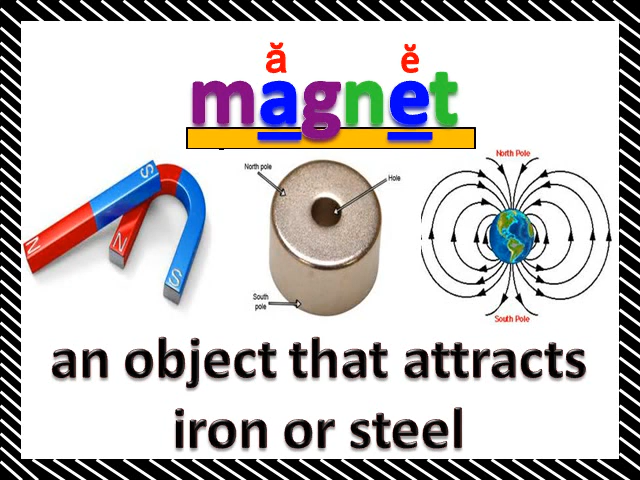 ă ĕ
magnet
S
N
N
S
North pole
Hole
South
pole
North Pole
South Pole
an object that attracts
iron or steel